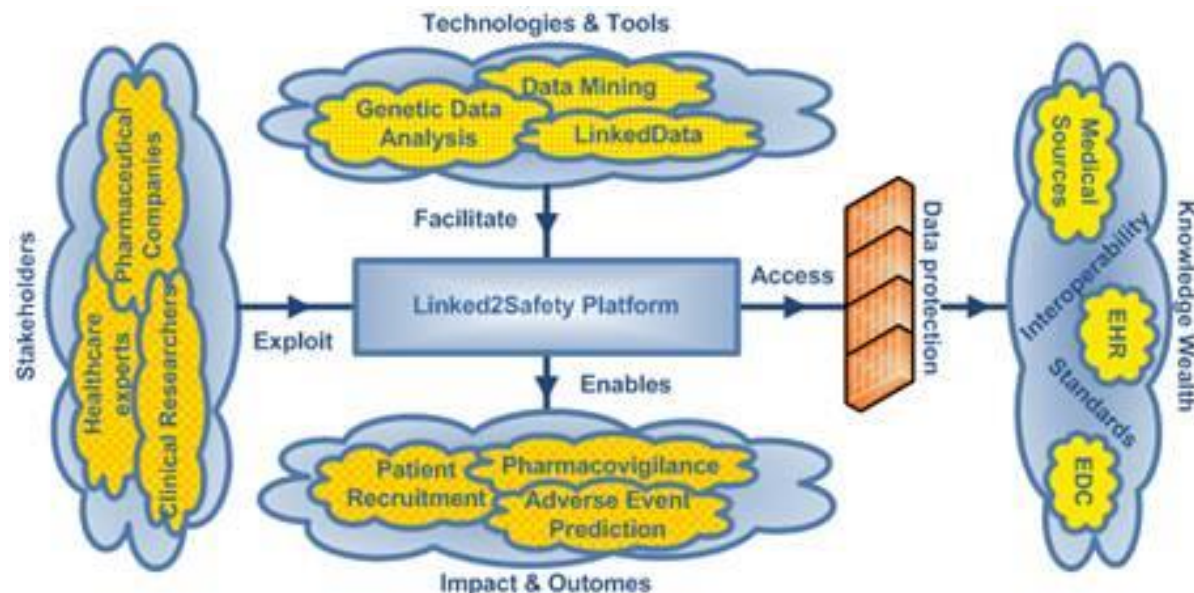 Technologies & Tools
Data Mining
Genetic Data
Analysis
LinkedData
Facilitate
Stakeholders
Pharmaceutical
Companies
Healthcare
experts
Clinical Researchers
Exploit
Linked2Safety Platform
Access
Data protection
Enables
Patient
Recruitment
Pharmacovigilance
Adverse Event
Prediction
Impact & Outcomes
Medical
Sources
Interoperability
EHR
Standards
EDC
Knowledge Wealth